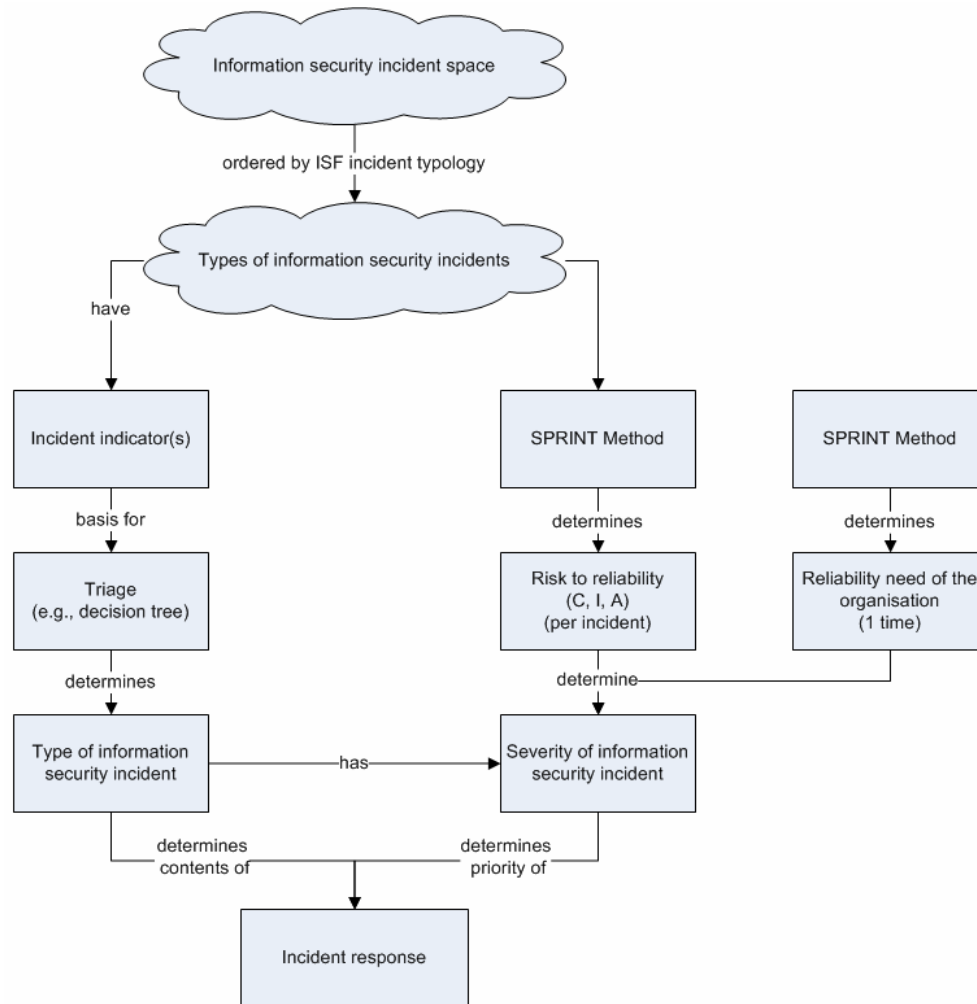 Information security incident space
ordered by ISF incident typology
Types of information security incidents
have
Incident indicator(s)
SPRINT Method
SPRINT Method
basis for
determines
determines
Triage
(e.g., decision tree)
Risk to reliability
(C, I, A)
(per incident)
Reliability need of the
organisation
(1 time)
determines
determine
Type of information
security incident
has
Severity of information
security incident
determines
contents of
determines
priority of
Incident response